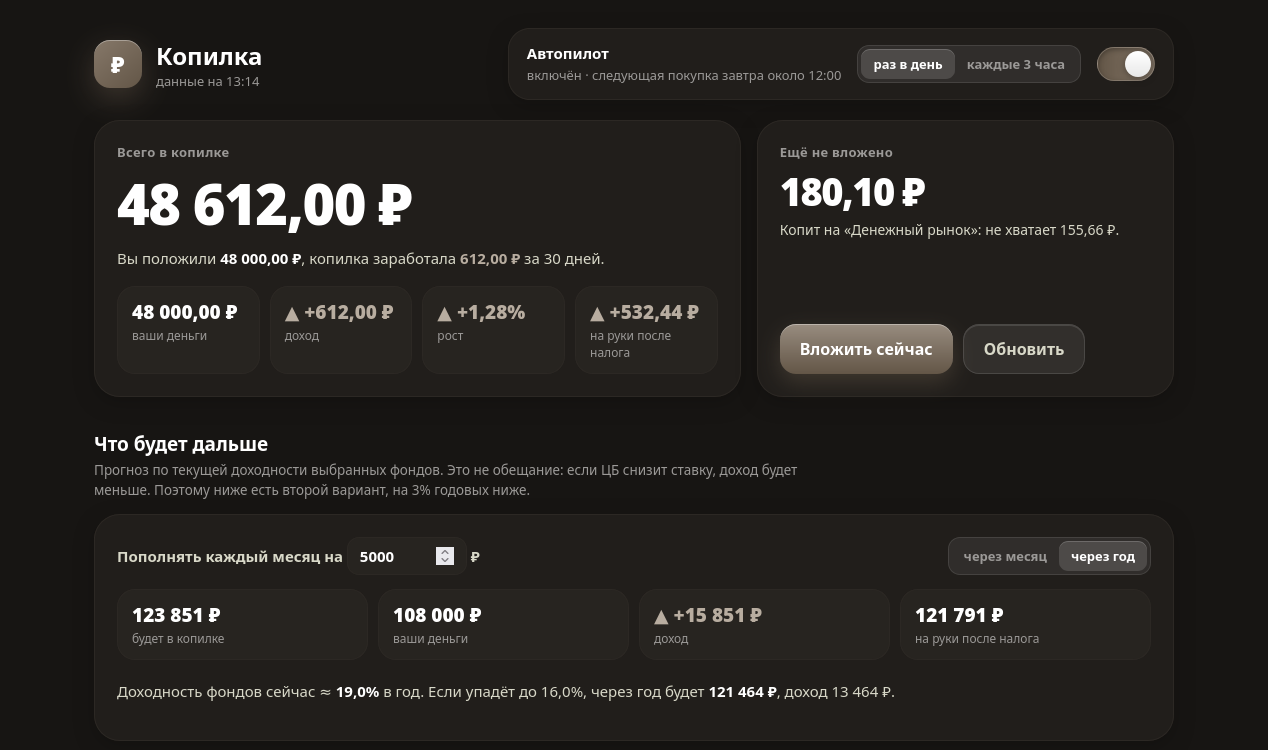 ₽
Копилка
данные на 13:14
Автопилот
включён · следующая покупка завтра около 12:00
раз в день
каждые 3 часа
Всего в копилке
48 612,00 ₽
Вы положили 48 000,00 ₽, копилка заработала 612,00 ₽ за 30 дней.
48 000,00 ₽
ваши деньги
▲ +612,00 ₽
доход
▲ +1,28%
рост
▲ +532,44 ₽
на руки после
налога
Ещё не вложено
180,10 ₽
Копит на «Денежный рынок»: не хватает 155,66 ₽.
Вложить сейчас
Обновить
Что будет дальше
Прогноз по текущей доходности выбранных фондов. Это не обещание: если ЦБ снизит ставку, доход будет
меньше. Поэтому ниже есть второй вариант, на 3% годовых ниже.
Пополнять каждый месяц на 5000 ₽
через месяц
через год
123 851 ₽
будет в копилке
108 000 ₽
ваши деньги
▲ +15 851 ₽
доход
121 791 ₽
на руки после налога
Доходность фондов сейчас ≈ 19,0% в год. Если упадёт до 16,0%, через год будет 121 464 ₽, доход 13 464 ₽.